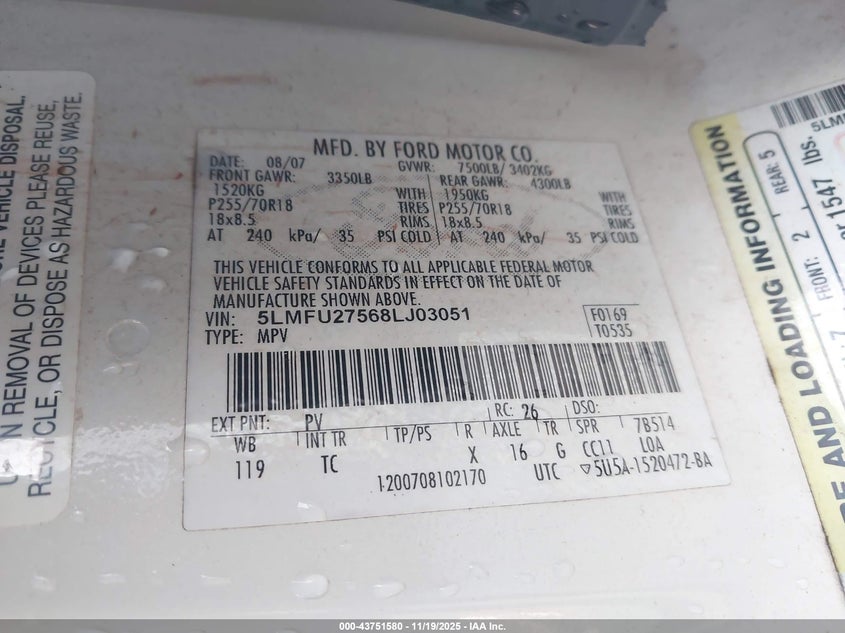 RE VEHICLE DISPOSAL.
N REMOVAL OF DEVICES PLEASE REUSE,
RECYCLE, OR DISPOSE AS HAZARDOUS WASTE.
MFD. BY FORD MOTOR CO.
DATE: 08/07 GVWR: 7500LB/ 3402KG
FRONT GAWR: 3350LB REAR GAWR: 4300LB
1520KG WITH 1950KG WITH
P255/70R18 TIRES P255/70R18 TIRES
18x8.5 RIMS 18x8.5 RIMS
AT 240 kPa/ 35 PSI COLD AT 240 kPa/ 35 PSI COLD
THIS VEHICLE CONFORMS TO ALL APPLICABLE FEDERAL MOTOR
VEHICLE SAFETY STANDARDS IN EFFECT ON THE DATE OF
MANUFACTURE SHOWN ABOVE.
VIN: 5LMFU27568LJ03051 F0169
TYPE: MPV T0535
EXT PNT: PV RC: 26 DSO:
WB INT TR TP/PS R AXLE TR SPR 7B514
119 TC X 16 G CC11 LOA
1200708102170 UTC ▽5U5A-1520472-BA
5LM
REAR: 5
FRONT: 2
or 1547 lbs.
E AND LOADING INFORMATION
000-43751580 - 11/19/2025 - IAA Inc.